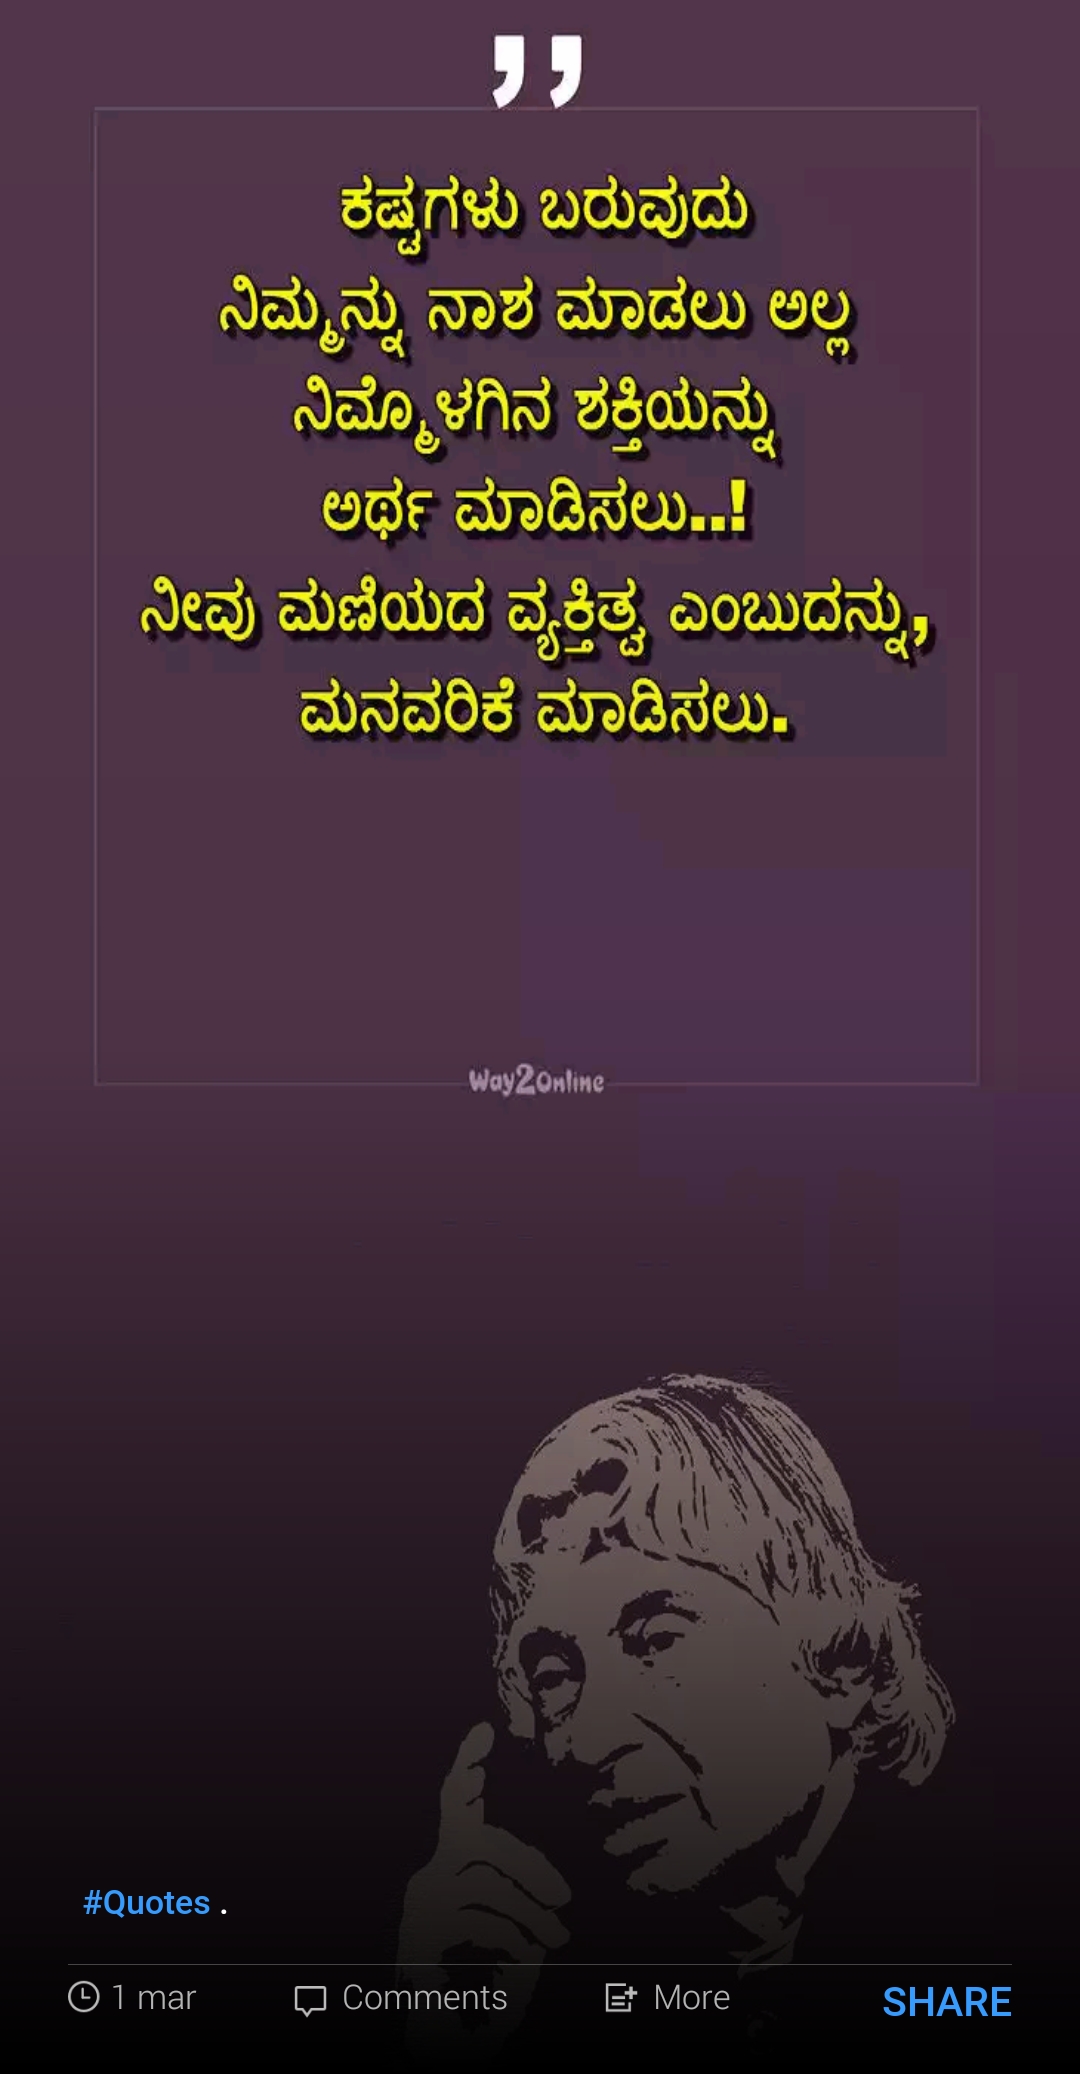 ”
ಕಷ್ಟಗಳು ಬರುವುದು
ನಿಮ್ಮನ್ನು ನಾಶ ಮಾಡಲು ಅಲ್ಲ
ನಿಮ್ಮೊಳಗಿನ ಶಕ್ತಿಯನ್ನು
ಅರ್ಥ ಮಾಡಿಸಲು..!
ನೀವು ಮಣಿಯದ ವ್ಯಕ್ತಿತ್ವ ಎಂಬುದನ್ನು,
ಮನವರಿಕೆ ಮಾಡಿಸಲು.
Way2Online
#Quotes .
1 mar Comments More SHARE